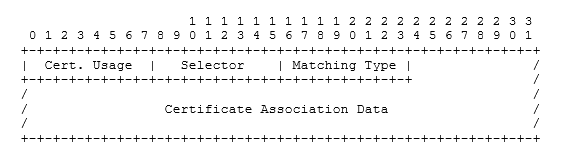 1 1 1 1 1 1 1 1 1 1 2 2 2 2 2 2 2 2 2 2 3 3
0 1 2 3 4 5 6 7 8 9 0 1 2 3 4 5 6 7 8 9 0 1 2 3 4 5 6 7 8 9 0 1
+-+-+-+-+-+-+-+-+-+-+-+-+-+-+-+-+-+-+-+-+-+-+-+-+-+-+-+-+-+-+-+-+
|  Cert. Usage  |   Selector    | Matching Type |               /
+-+-+-+-+-+-+-+-+-+-+-+-+-+-+-+-+-+-+-+-+-+-+-+-+               /
/                                                               /
/                 Certificate Association Data                  /
/                                                               /
+-+-+-+-+-+-+-+-+-+-+-+-+-+-+-+-+-+-+-+-+-+-+-+-+-+-+-+-+-+-+-+-+